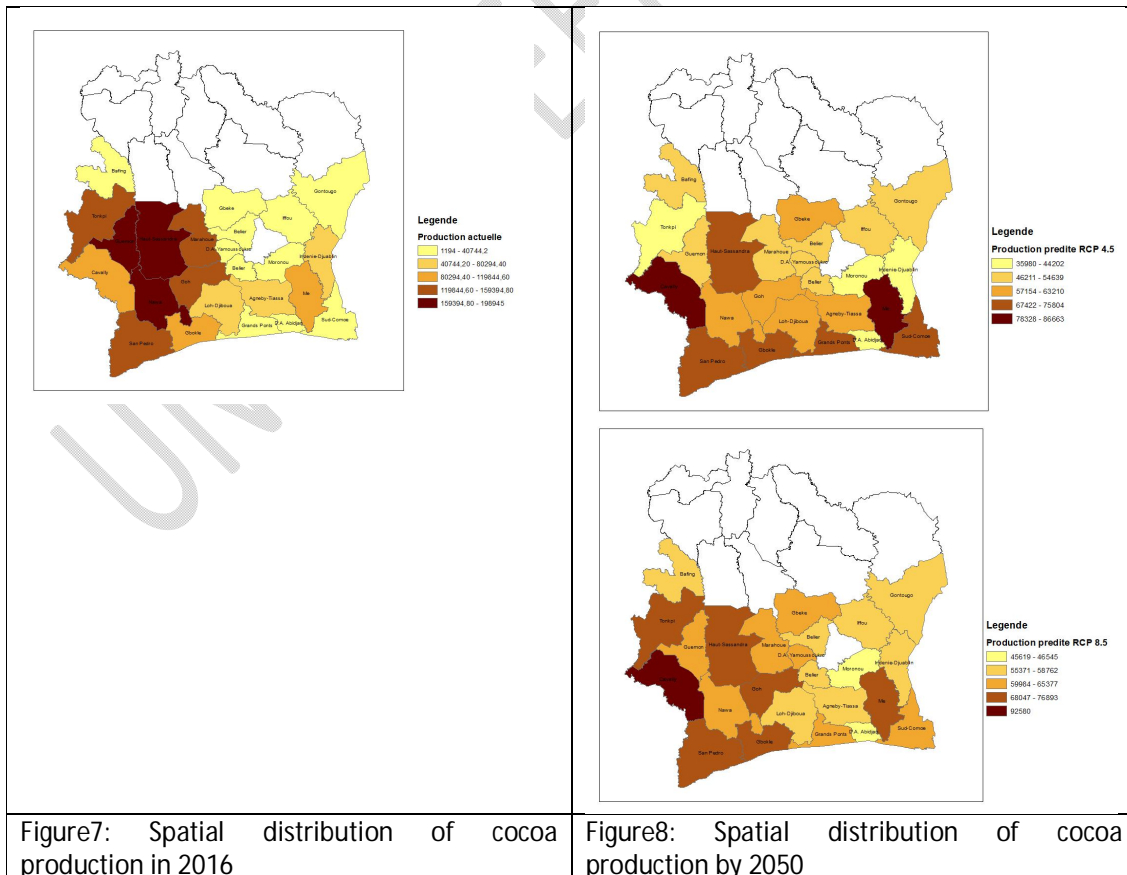 Bafing
Gontougo
Gbeke
Iffou
Tonkpi
Belier
Marahoue
D.A. Yamoussoukro
Indenie-Djuablin
Belier
Moronou
Cavally
Goh
Me
Loh-Djiboua
Agneby-Tiassa
Sud-Comoe
Grands Ponts
D.A. Abidjan
Gbokle
San Pedro
Legende
Production actuelle
1194 - 40744,2
40744,20 - 80294,40
80294,40 - 119844,60
119844,60 - 159394,80
159394,80 - 198945
Bafing
Gontougo
Gbeke
Iffou
Tonkpi
Belier
Haut-Sassandra
Marahoue
Guemon
D.A. Yamoussoukro
Indenie-Djuablin
Moronou
Belier
Goh
Nawa
Agneby-Tiassa
Loh-Djiboua
Sud-Comoe
Grands Ponts
D.A. Abidjan
Gbokle
San Pedro
Legende
Production predite RCP 4.5
35980 - 44202
46211 - 54639
57154 - 63210
67422 - 75804
78328 - 86663
Bafing
Gontougo
Gbeke
Iffou
Tonkpi
Belier
Haut-Sassandra
Marahoue
Guemon
D.A. Yamoussoukro
Indenie-Djuablin
Moronou
Belier
Goh
Nawa
Agneby-Tiassa
Me
Loh-Djiboua
Sud-Comoe
Grands Ponts
D.A. Abidjan
Gbokle
San Pedro
Legende
Production predite RCP 8.5
45619 - 46545
55371 - 58762
59984 - 65377
68047 - 76893
92580
Figure7: Spatial distribution of cocoa
production in 2016
Figure8: Spatial distribution of cocoa
production by 2050